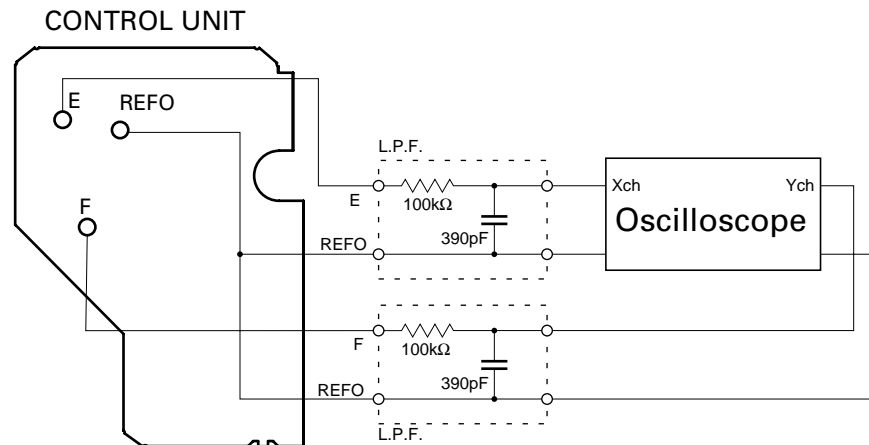 CONTROL UNIT
E
REFO
F
L.P.F.
E
100kΩ
390pF
REFO
Xch
Ych
Oscilloscope
F
100kΩ
390pF
REFO
L.P.F.